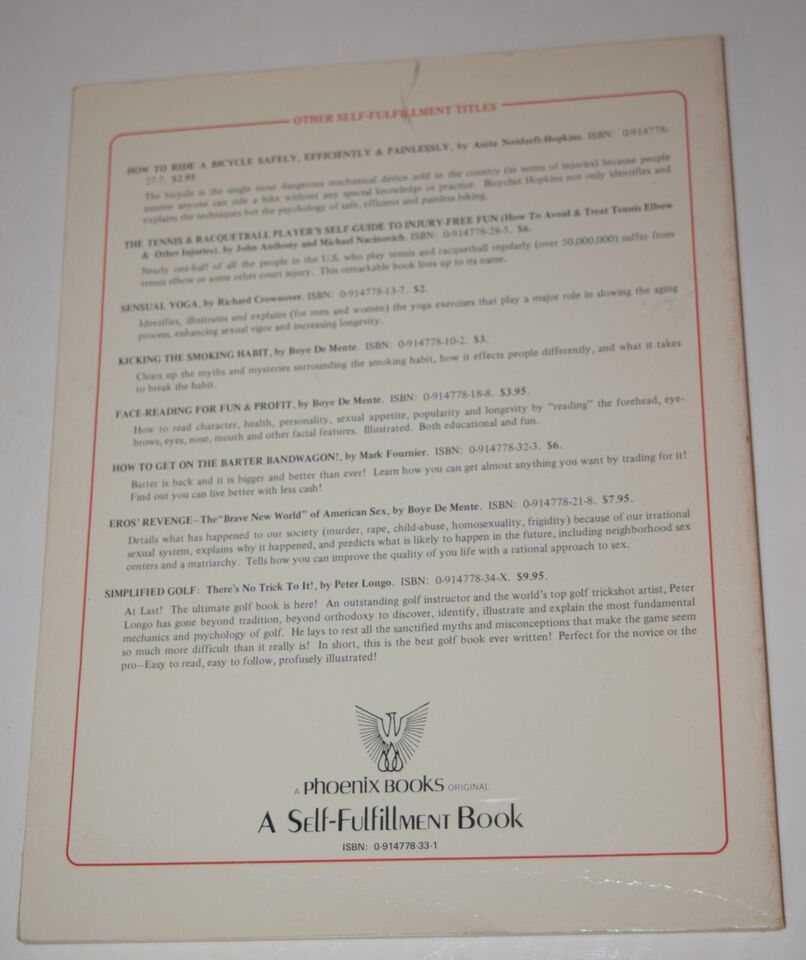 OTHER SELF-FULFILLMENT TITLES
HOW TO RIDE A BICYCLE SAFELY, EFFICIENTLY & PAINLESSLY, by Anita Notdurft-Hopkins. ISBN: 0-914778-
27-7. $2.95
The bicycle is the single most dangerous mechanical device sold in the country (in terms of injuries) because people
assume anyone can ride a bike without any special knowledge or practice. Bicyclist Hopkins not only identifies and
explains the techniques but the psychology of safe, efficient and painless biking.
THE TENNIS & RACQUETBALL PLAYER'S SELF-GUIDE TO INJURY-FREE FUN (How To Avoid & Treat Tennis Elbow
& Other Injuries), by John Anthony and Michael Nacinovich. ISBN: 0-914778-28-5. $6.
Nearly one-half of all the people in the U.S. who play tennis and racquetball regularly (over 50,000,000) suffer from
tennis elbow or some other court injury. This remarkable book lives up to its name.
SENSUAL YOGA, by Richard Crownover. ISBN: 0-914778-13-7. $2.
Identifies, illustrates and explains (for men and women) the yoga exercises that play a major role in slowing the aging
process, enhancing sexual vigor and increasing longevity.
KICKING THE SMOKING HABIT, by Boye De Mente. ISBN: 0-914778-10-2. $3.
Clears up the myths and mysteries surrounding the smoking habit, how it effects people differently, and what it takes
to break the habit.
FACE-READING FOR FUN & PROFIT, by Boye De Mente. ISBN: 0-914778-18-8. $3.95.
How to read character, health, personality, sexual appetite, popularity and longevity by "reading" the forehead, eye-
brows, eyes, nose, mouth and other facial features. Illustrated. Both educational and fun.
HOW TO GET ON THE BARTER BANDWAGON!, by Mark Fournier. ISBN: 0-914778-32-3. $6.
Barter is back and it is bigger and better than ever! Learn how you can get almost anything you want by trading for it!
Find out you can live better with less cash!
EROS' REVENGE—The "Brave New World" of American Sex, by Boye De Mente. ISBN: 0-914778-21-8. $7.95.
Details what has happened to our society (murder, rape, child-abuse, homosexuality, frigidity) because of our irrational
sexual system, explains why it happened, and predicts what is likely to happen in the future, including neighborhood sex
centers and a matriarchy. Tells how you can improve the quality of you life with a rational approach to sex.
SIMPLIFIED GOLF: There's No Trick To It!, by Peter Longo. ISBN: 0-914778-34-X. $9.95.
At Last! The ultimate golf book is here! An outstanding golf instructor and the world's top golf trickshot artist, Peter
Longo has gone beyond tradition, beyond orthodoxy to discover, identify, illustrate and explain the most fundamental
mechanics and psychology of golf. He lays to rest all the sanctified myths and misconceptions that make the game seem
so much more difficult than it really is! In short, this is the best golf book ever written! Perfect for the novice or the
pro—Easy to read, easy to follow, profusely illustrated!
A Phoenix Books ORIGINAL
A Self-Fulfillment Book
ISBN: 0-914778-33-1